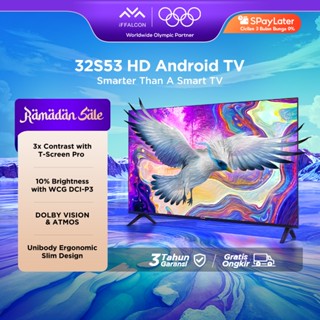 iFFALCON
Worldwide Olympic Partner
SPayLater
Cicilan 3 Bulan Bunga 0%
32S53 HD Android TV
Smarter Than A Smart TV
Ramadan Sale
3x Contrast with
T-Screen Pro
10% Brightness
with WCG DCI-P3
DOLBY VISION
& ATMOS
Unibody Ergonomic
Slim Design
3 Tahun
Garansi
Gratis
Ongkir